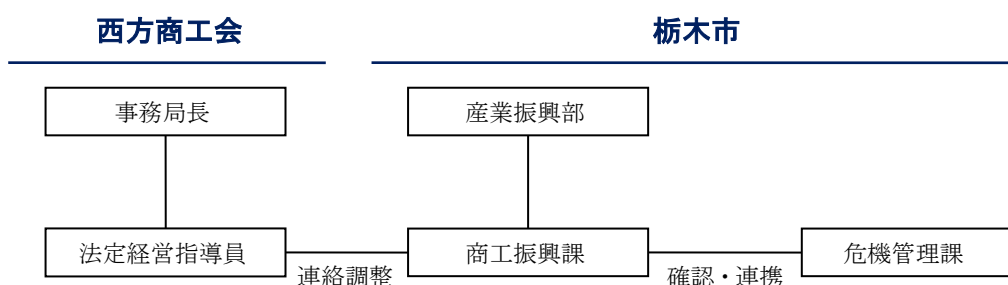 西方商工会
栃木市
事務局長
産業振興部
法定経営指導員
連絡調整
商工振興課
確認・連携
危機管理課